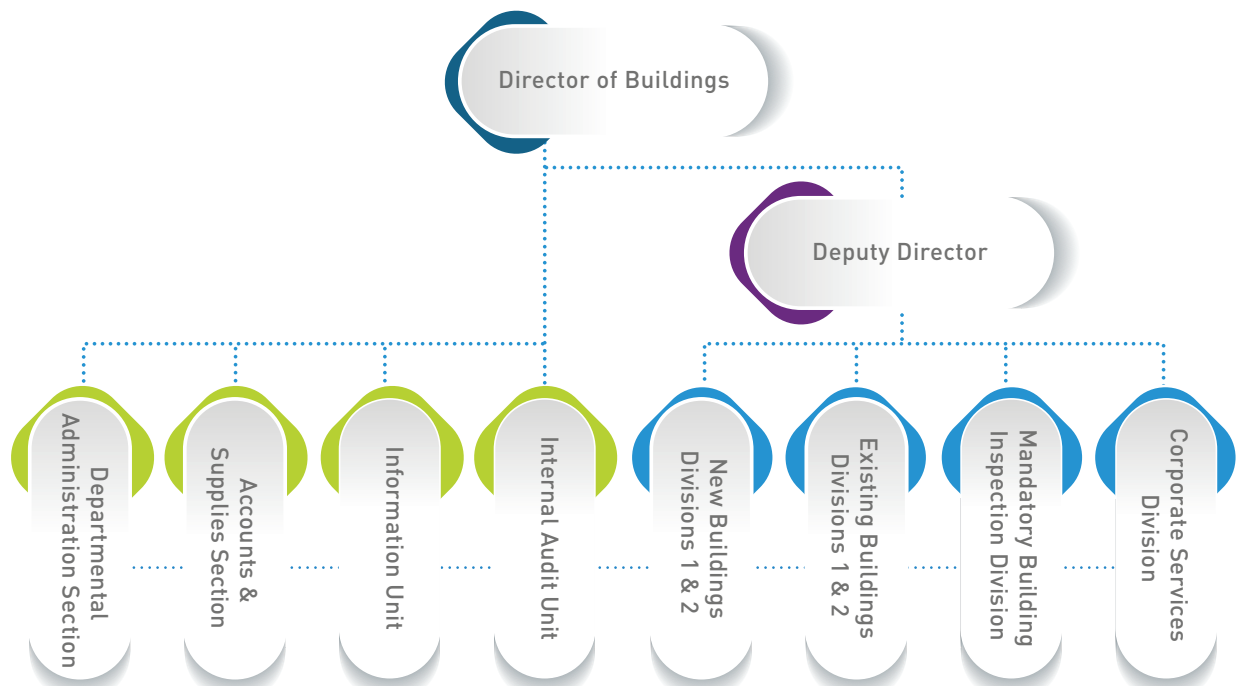 Director of Buildings
Deputy Director
Departmental
Administration Section
Accounts &
Supplies Section
Information Unit
Internal Audit Unit
New Buildings
Divisions 1 & 2
Existing Buildings
Divisions 1 & 2
Mandatory Building
Inspection Division
Corporate Services
Division